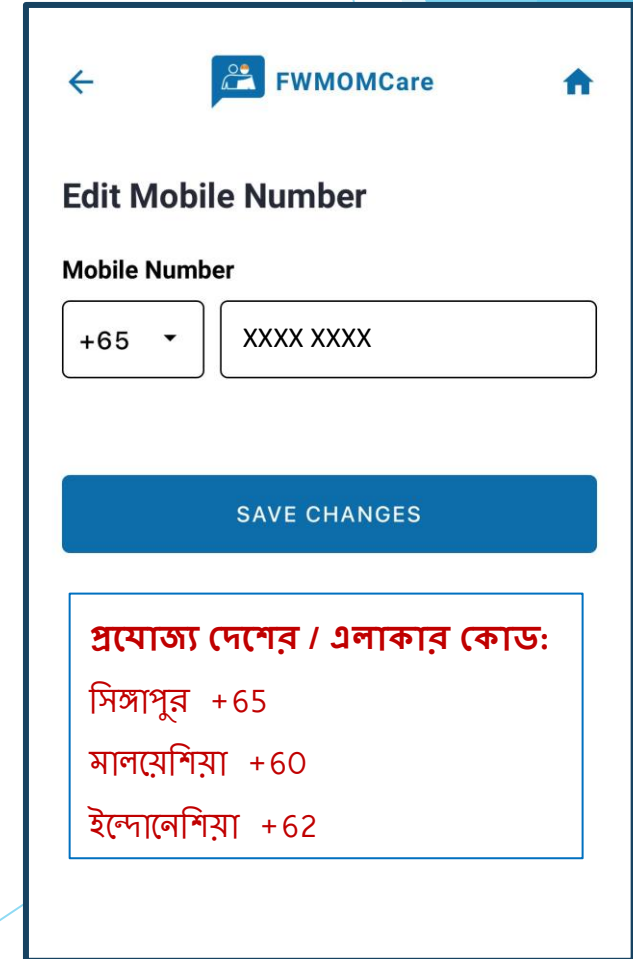 FWMOMCare
Edit Mobile Number
Mobile Number
+65 XXXX XXXX
SAVE CHANGES
প্রযোজ্য দেশের / এলাকার কোড:
সিঙ্গাপুর +65
মালয়েশিয়া +60
ইন্দোনেশিয়া +62